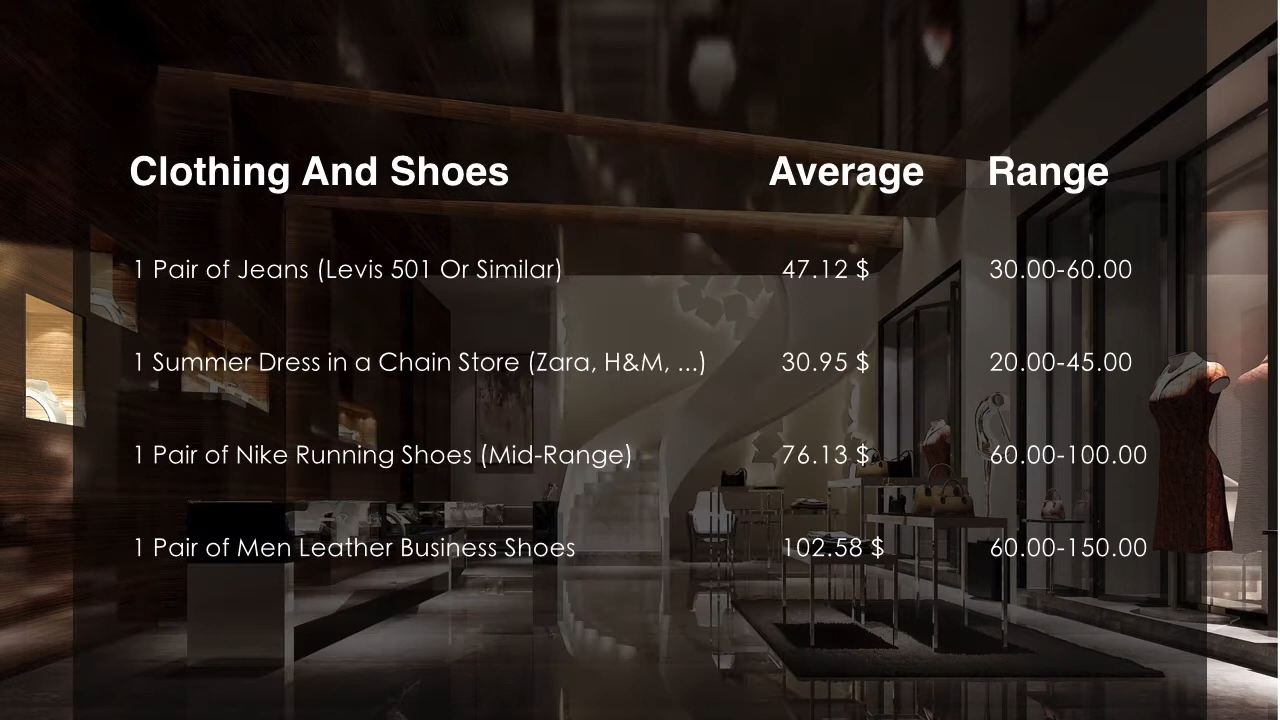 Clothing And Shoes Average Range
1 Pair of Jeans (Levis 501 Or Similar) 47.12 $ 30.00-60.00
1 Summer Dress in a Chain Store (Zara, H&M, ...) 30.95 $ 20.00-45.00
1 Pair of Nike Running Shoes (Mid-Range) 76.13 $ 60.00-100.00
1 Pair of Men Leather Business Shoes 102.58 $ 60.00-150.00